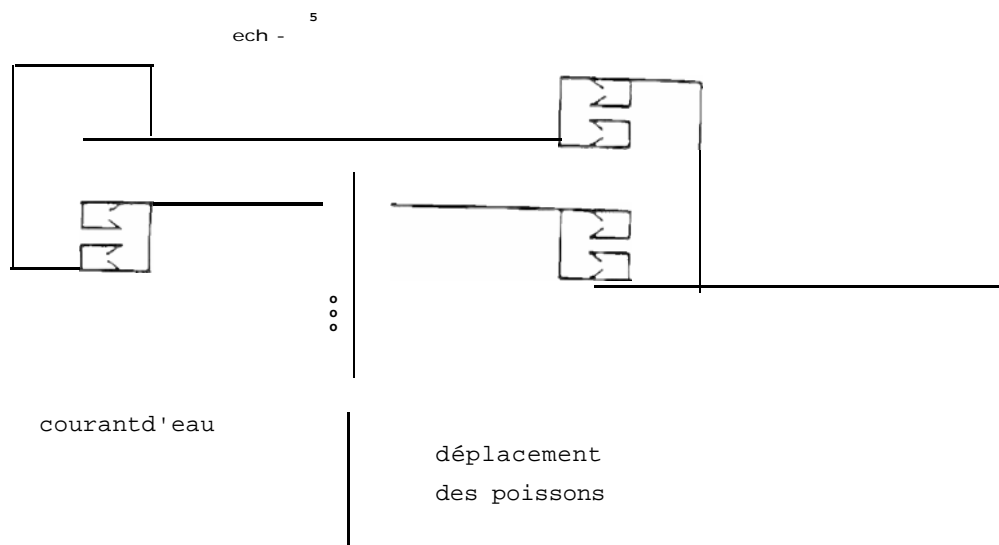 5
ech -
o
o
o
courantd'eau
déplacement
des poissons